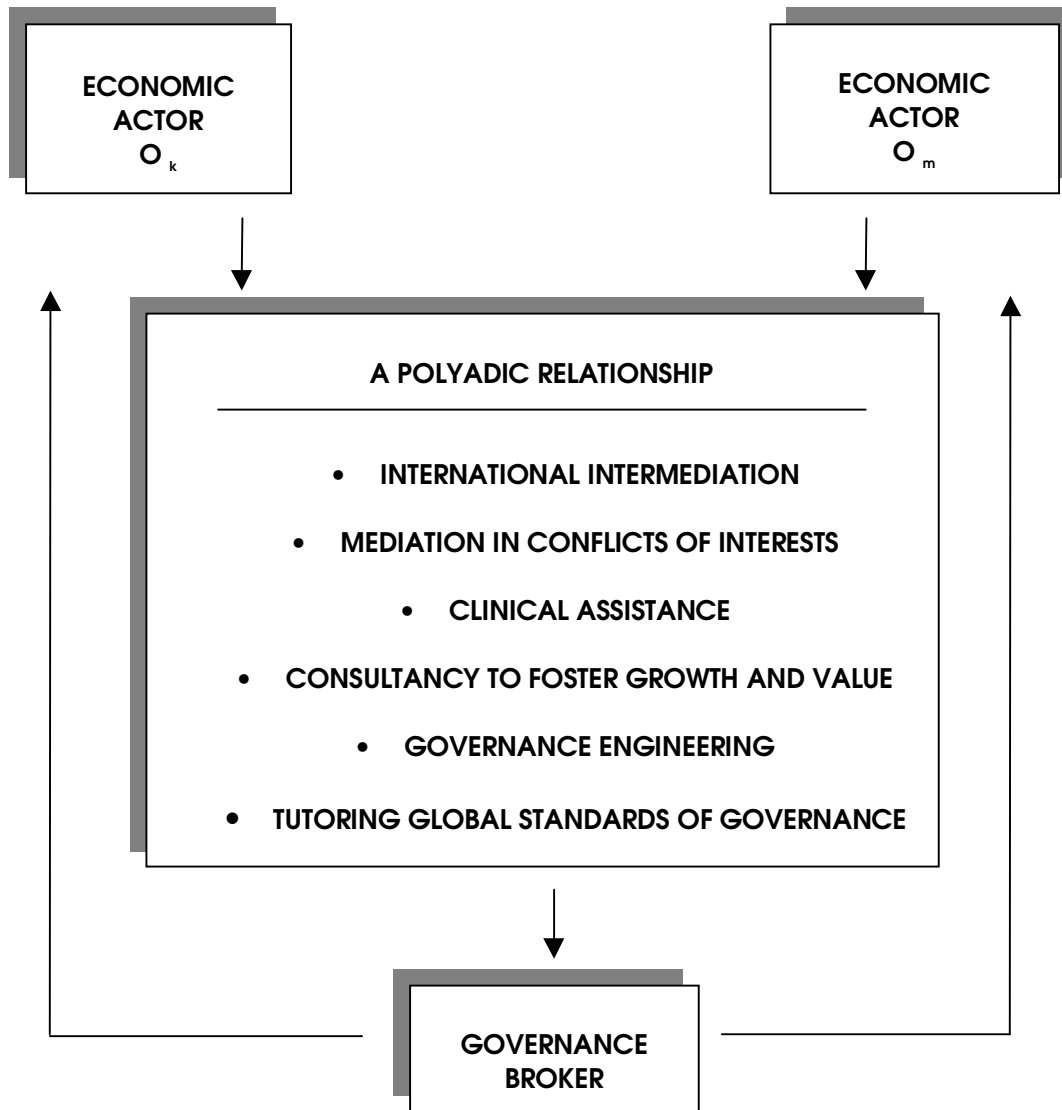 ECONOMIC
ACTOR
O k
ECONOMIC
ACTOR
O m
A POLYADIC RELATIONSHIP
• INTERNATIONAL INTERMEDIATION
• MEDIATION IN CONFLICTS OF INTERESTS
• CLINICAL ASSISTANCE
• CONSULTANCY TO FOSTER GROWTH AND VALUE
• GOVERNANCE ENGINEERING
• TUTORING GLOBAL STANDARDS OF GOVERNANCE
GOVERNANCE
BROKER